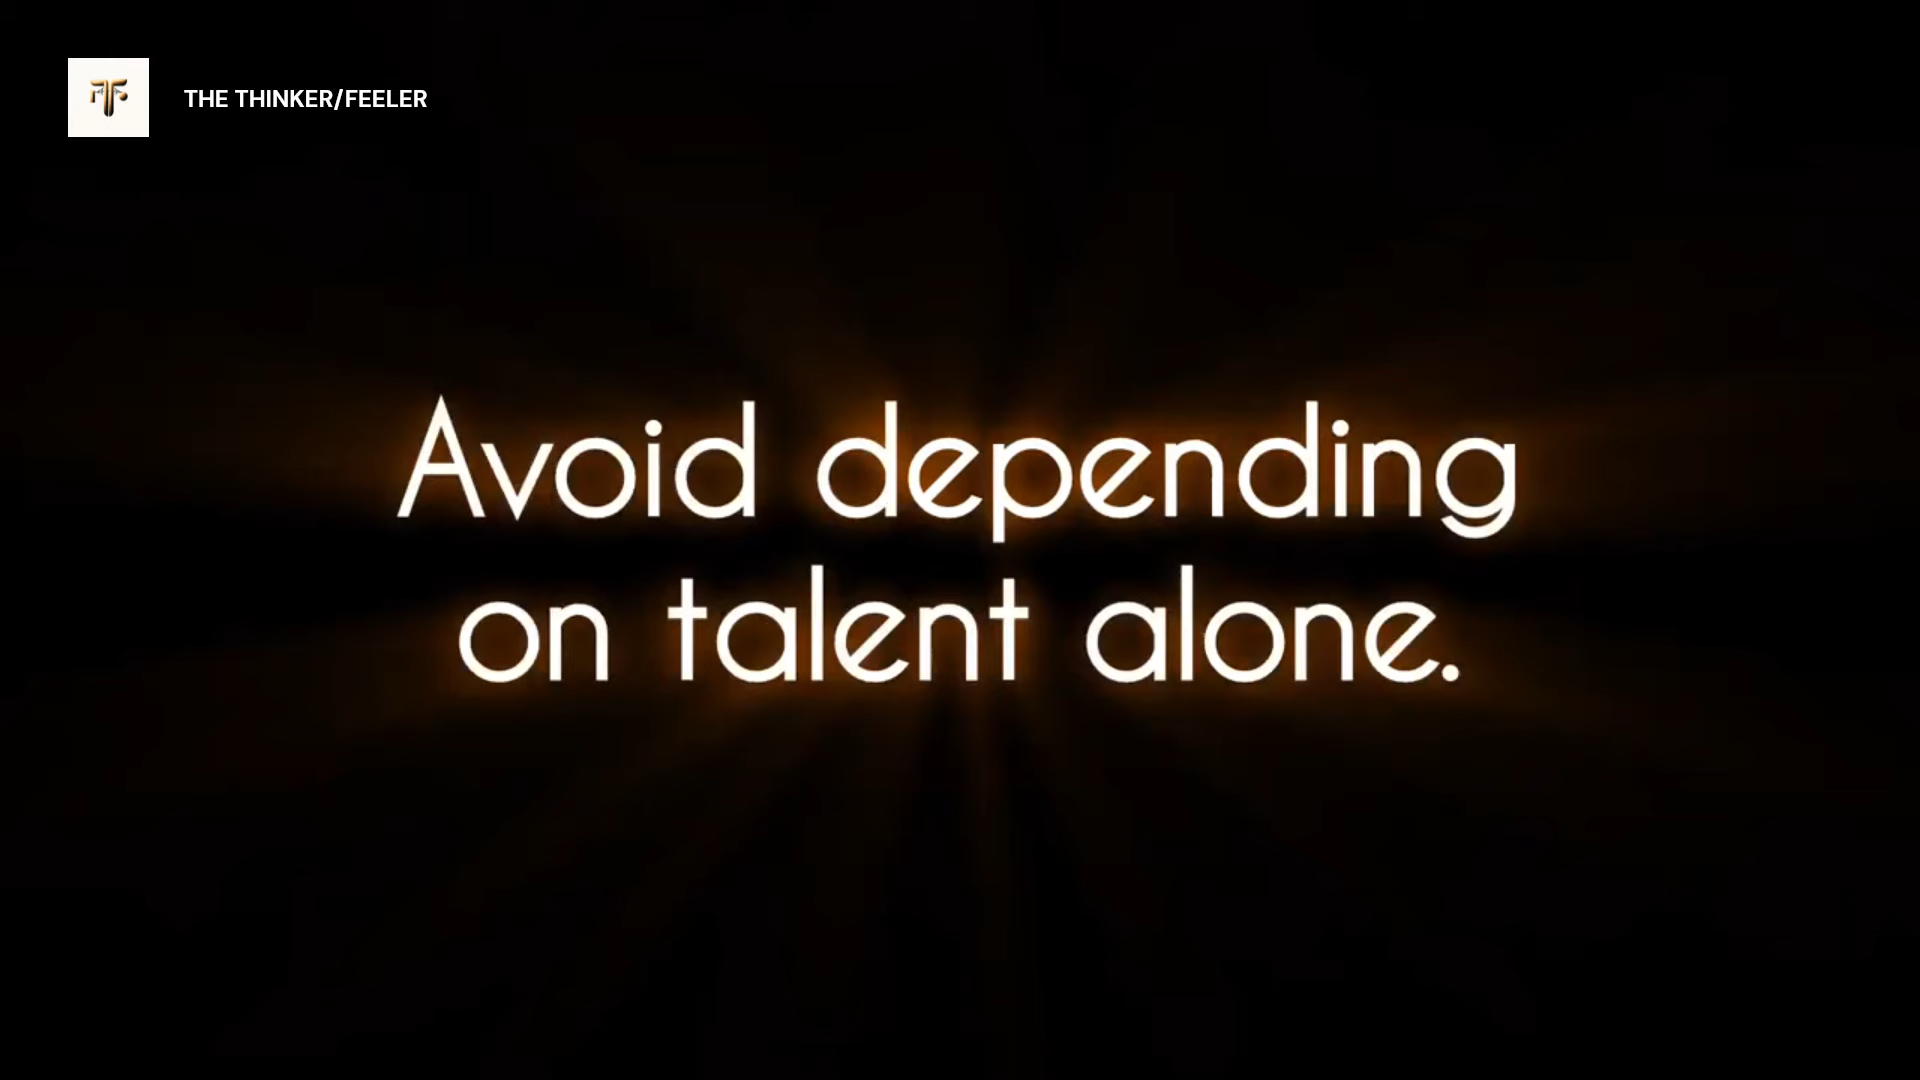 THE THINKER/FEELER
Avoid depending
on talent alone.